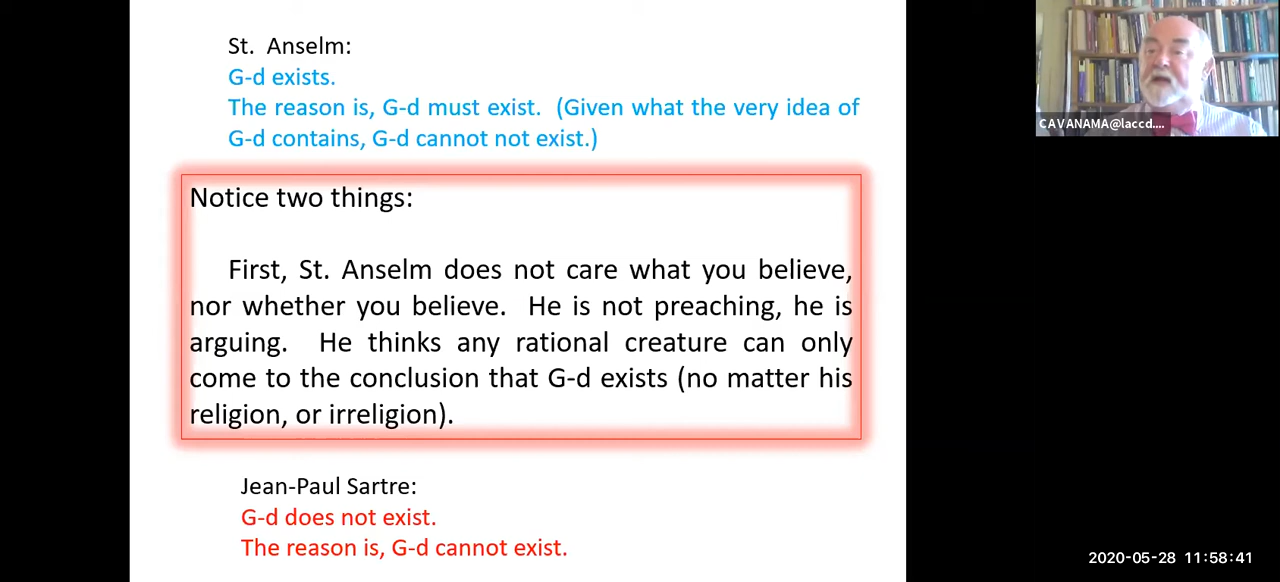 St. Anselm:
G-d exists.
The reason is, G-d must exist. (Given what the very idea of
G-d contains, G-d cannot not exist.)
Notice two things:
First, St. Anselm does not care what you believe,
nor whether you believe. He is not preaching, he is
arguing. He thinks any rational creature can only
come to the conclusion that G-d exists (no matter his
religion, or irreligion).
Jean-Paul Sartre:
G-d does not exist.
The reason is, G-d cannot exist.
CAVANAMA@laccd....
2020-05-28 11:58:41